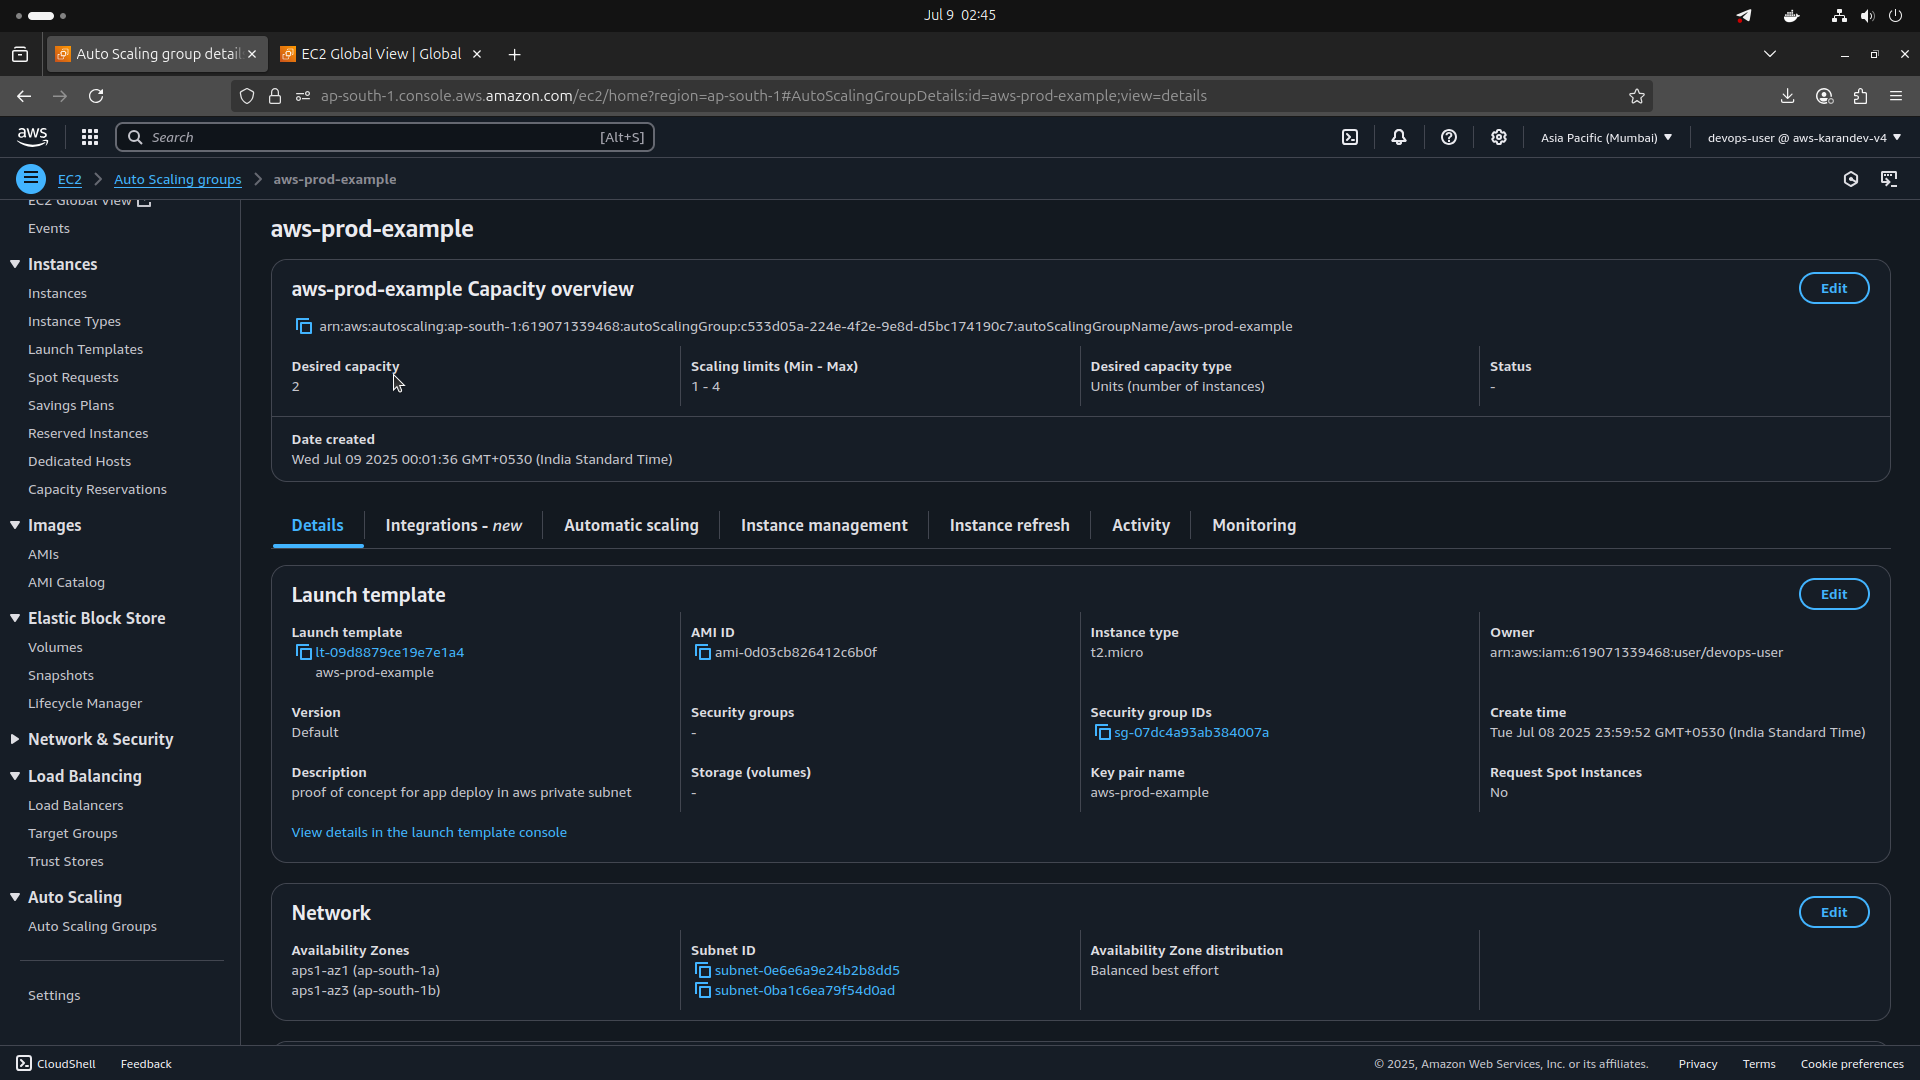 Jul 9 02:45
Auto Scaling group detail
EC2 Global View | Global
ap-south-1.console.aws.amazon.com/ec2/home?region=ap-south-1#AutoScalingGroupDetails:id=aws-prod-example;view=details
aws
Search
[Alt+S]
Asia Pacific (Mumbai)
devops-user @ aws-karandev-v4
EC2
Auto Scaling groups
aws-prod-example
EC2 Global View
Events
Instances
Instances
Instance Types
Launch Templates
Spot Requests
Savings Plans
Reserved Instances
Dedicated Hosts
Capacity Reservations
Images
AMIs
AMI Catalog
Elastic Block Store
Volumes
Snapshots
Lifecycle Manager
Network & Security
Load Balancing
Load Balancers
Target Groups
Trust Stores
Auto Scaling
Auto Scaling Groups
Settings
aws-prod-example
aws-prod-example Capacity overview
Edit
arn:aws:autoscaling:ap-south-1:619071339468:autoScalingGroup:c533d05a-224e-4f2e-9e8d-d5bc174190c7:autoScalingGroupName/aws-prod-example
Desired capacity
2
Scaling limits (Min - Max)
1 - 4
Desired capacity type
Units (number of instances)
Status
-
Date created
Wed Jul 09 2025 00:01:36 GMT+0530 (India Standard Time)
Details
Integrations - new
Automatic scaling
Instance management
Instance refresh
Activity
Monitoring
Launch template
Edit
Launch template
lt-09d8879ce19e7e1a4
aws-prod-example
AMI ID
ami-0d03cb826412c6b0f
Instance type
t2.micro
Owner
arn:aws:iam::619071339468:user/devops-user
Version
Default
Security groups
-
Security group IDs
sg-07dc4a93ab384007a
Create time
Tue Jul 08 2025 23:59:52 GMT+0530 (India Standard Time)
Description
proof of concept for app deploy in aws private subnet
Storage (volumes)
-
Key pair name
aws-prod-example
Request Spot Instances
No
View details in the launch template console
Network
Edit
Availability Zones
aps1-az1 (ap-south-1a)
aps1-az3 (ap-south-1b)
Subnet ID
subnet-0e6e6a9e24b2b8dd5
subnet-0ba1c6ea79f54d0ad
Availability Zone distribution
Balanced best effort
CloudShell
Feedback
© 2025, Amazon Web Services, Inc. or its affiliates.
Privacy
Terms
Cookie preferences